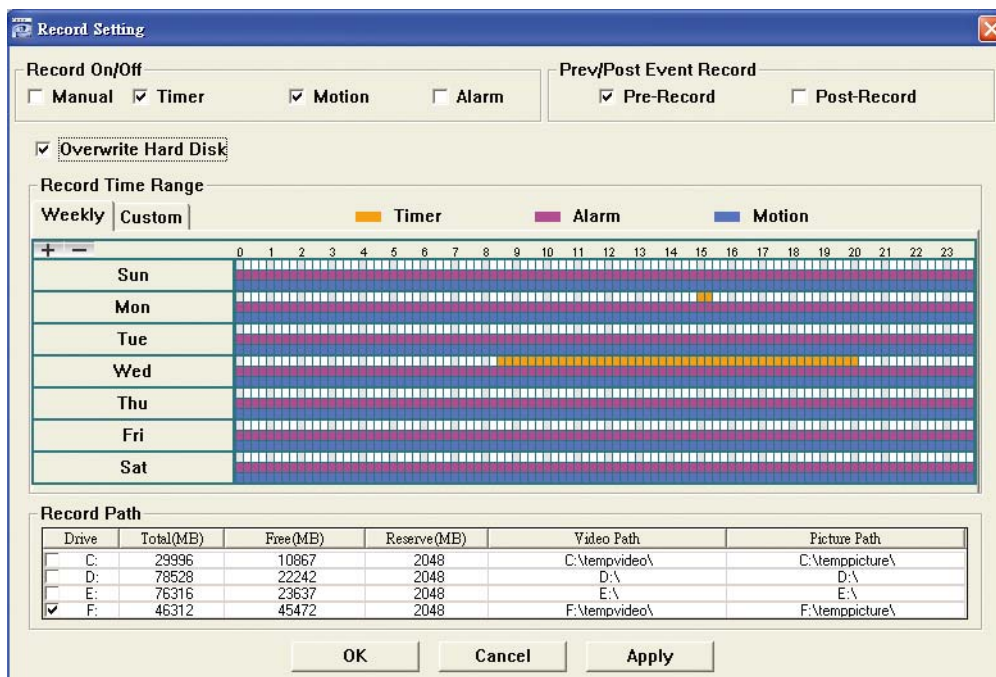 Record Setting
Record On/Off
Prev/Post Event Record
Manual Timer Motion Alarm
Pre-Record Post-Record
Overwrite Hard Disk
Record Time Range
Weekly Custom Timer Alarm Motion
+ − 0 1 2 3 4 5 6 7 8 9 10 11 12 13 14 15 16 17 18 19 20 21 22 23
Sun
Mon
Tue
Wed
Thu
Fri
Sat
Record Path
Drive Total(MB) Free(MB) Reserve(MB) Video Path Picture Path
C: 29996 10867 2048 C:\tempvideo\ C:\temppicture\
D: 78528 22242 2048 D:\ D:\
E: 76316 23637 2048 E:\ E:\
F: 46312 45472 2048 F:\tempvideo\ F:\temppicture\
OK Cancel Apply